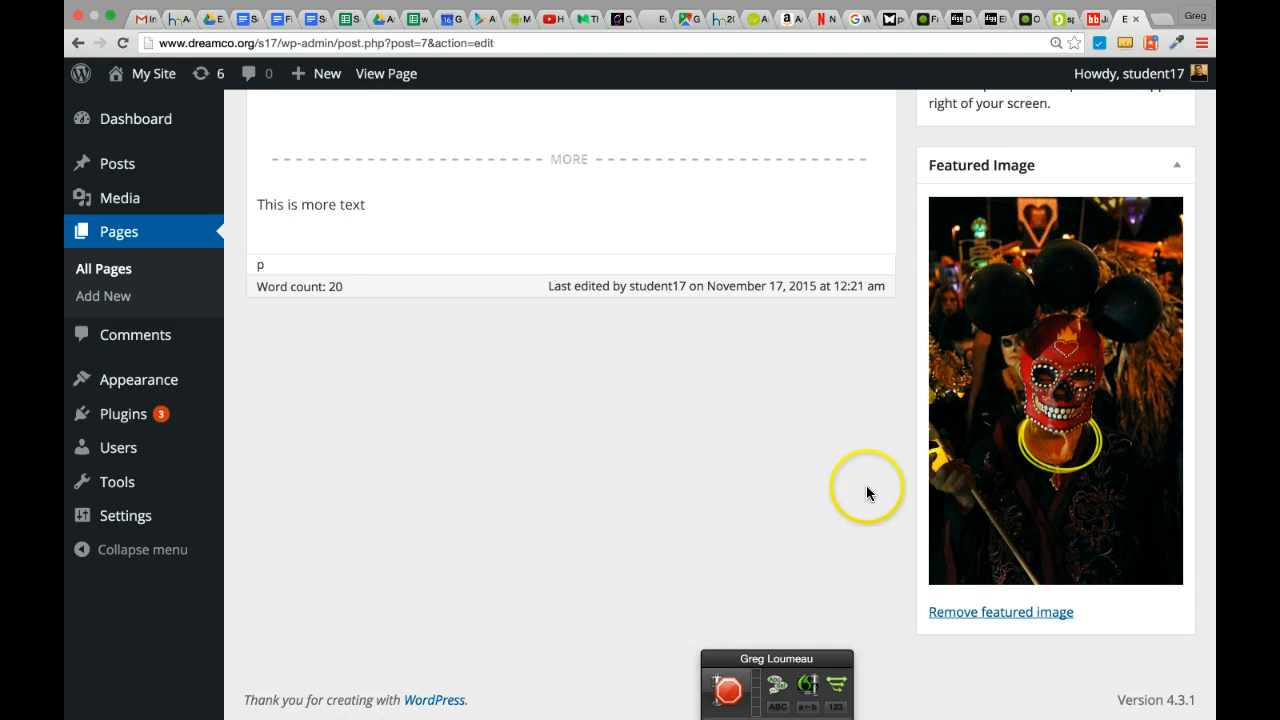 Greg
www.dreamco.org/s17/wp-admin/post.php?post=7&action=edit
My Site 6 0 New View Page Howdy, student17
right of your screen.
Dashboard
Posts
Media
Pages
All Pages
Add New
Comments
Appearance
Plugins 3
Users
Tools
Settings
Collapse menu
MORE
This is more text
p
Word count: 20 Last edited by student17 on November 17, 2015 at 12:21 am
Featured Image
Remove featured image
Greg Loumeau
ABC a↔b 123
Thank you for creating with WordPress. Version 4.3.1